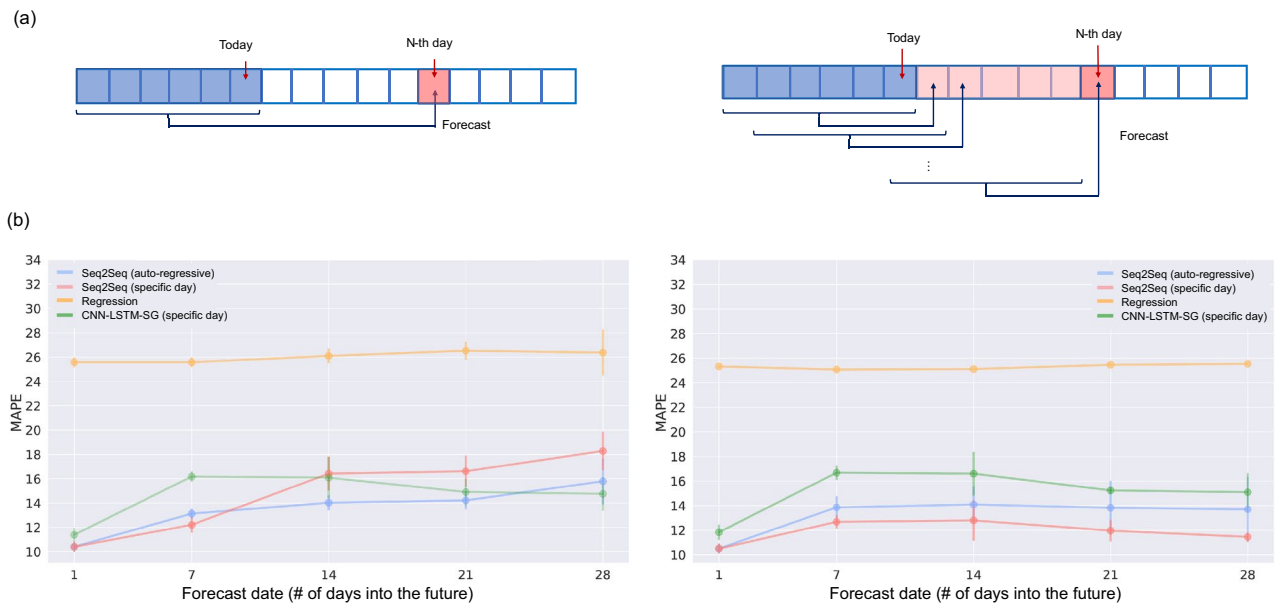 (a)
Today
N-th day
Forecast
Today
N-th day
Forecast
⋮
(b)
34
32
30
28
26
24
22
20
18
16
14
12
10
MAPE
Seq2Seq (auto-regressive)
Seq2Seq (specific day)
Regression
CNN-LSTM-SG (specific day)
1 7 14 21 28
Forecast date (# of days into the future)
34
32
30
28
26
24
22
20
18
16
14
12
10
MAPE
Seq2Seq (auto-regressive)
Seq2Seq (specific day)
Regression
CNN-LSTM-SG (specific day)
1 7 14 21 28
Forecast date (# of days into the future)